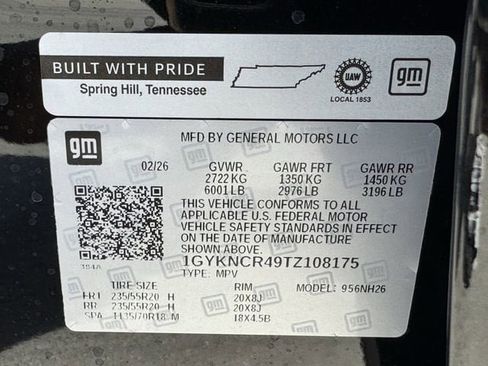 BUILT WITH PRIDE
Spring Hill, Tennessee
UAW
LOCAL 1853
gm
gm
MFD BY GENERAL MOTORS LLC
02/26 GVWR GAWR FRT GAWR RR
2722 KG 1350 KG 1450 KG
6001 LB 2976 LB 3196 LB
THIS VEHICLE CONFORMS TO ALL
APPLICABLE U.S. FEDERAL MOTOR
VEHICLE SAFETY STANDARDS IN EFFECT
ON THE DATE OF MANUFACTURE
SHOWN ABOVE.
1GYKNCR49TZ108175
TYPE: MPV
TIRE SIZE RIM MODEL: 956NH26
FRT 235/55R20 H 20X8J
RR 235/55R20 H 20X8J
SPA T135/70R18 M 18X4.5B